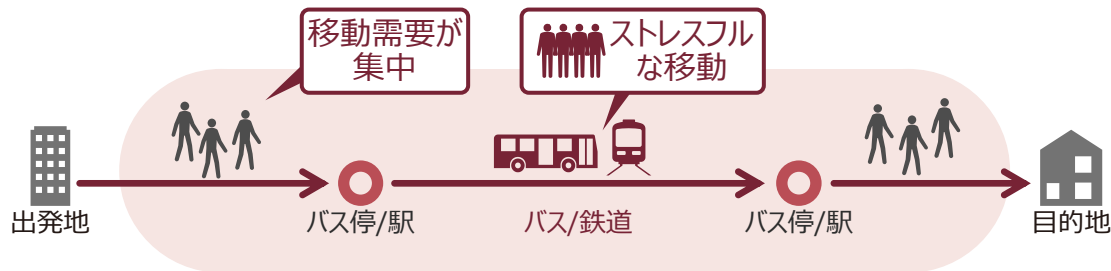 移動需要が
集中
ストレスフル
な移動
出発地
バス停/駅
バス/鉄道
バス停/駅
目的地